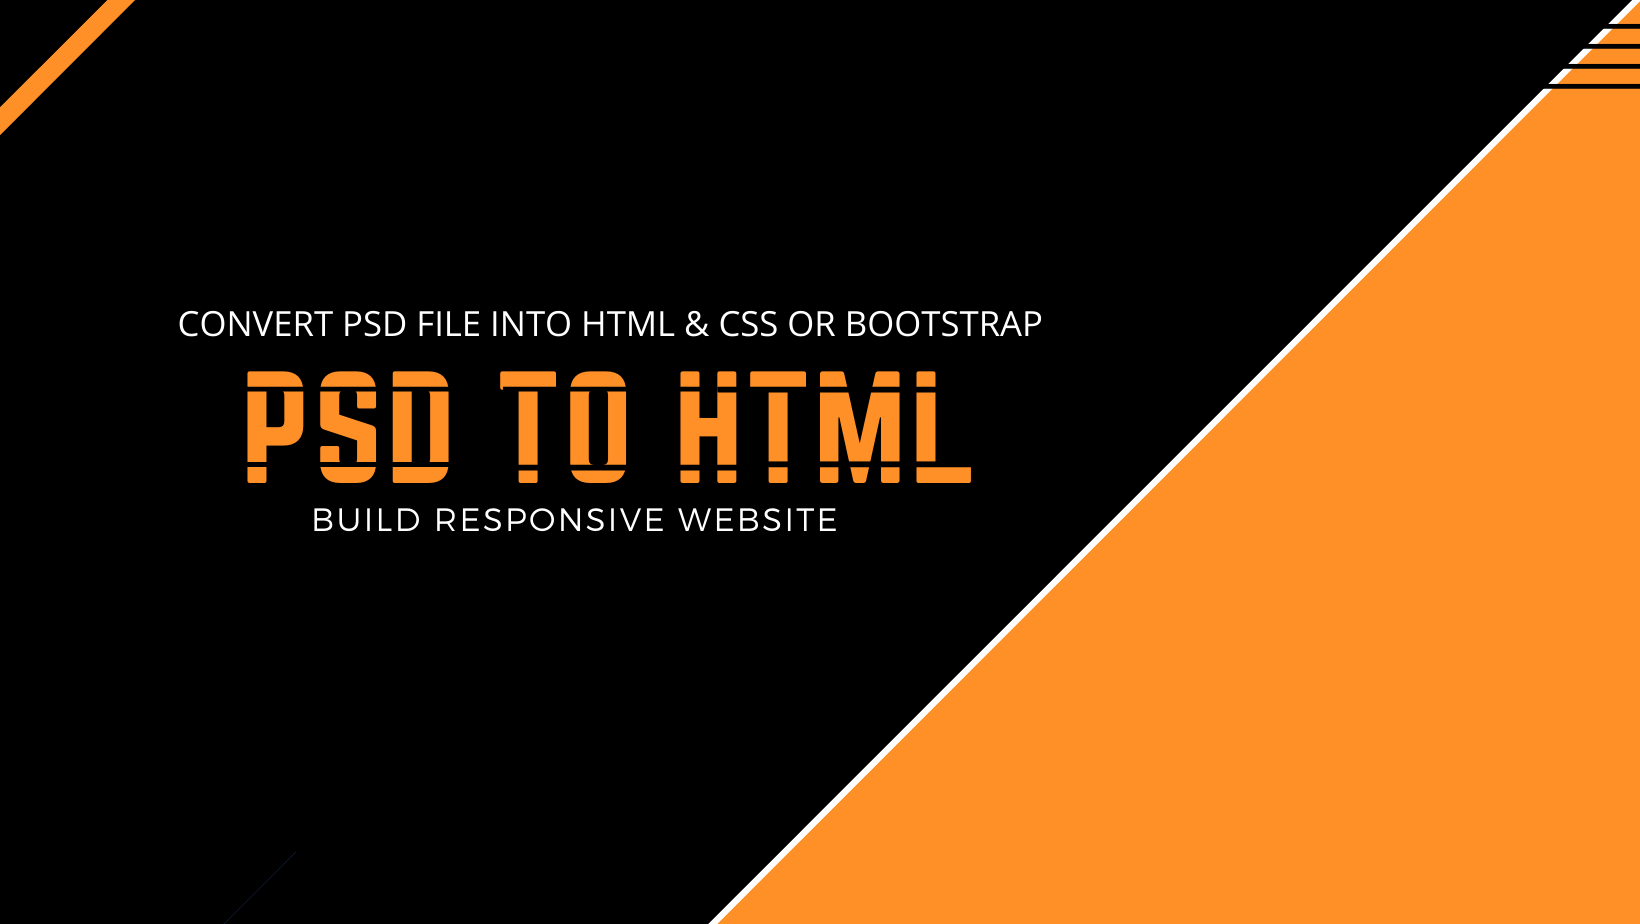 CONVERT PSD FILE INTO HTML & CSS OR BOOTSTRAP
PSD TO HTML
BUILD RESPONSIVE WEBSITE